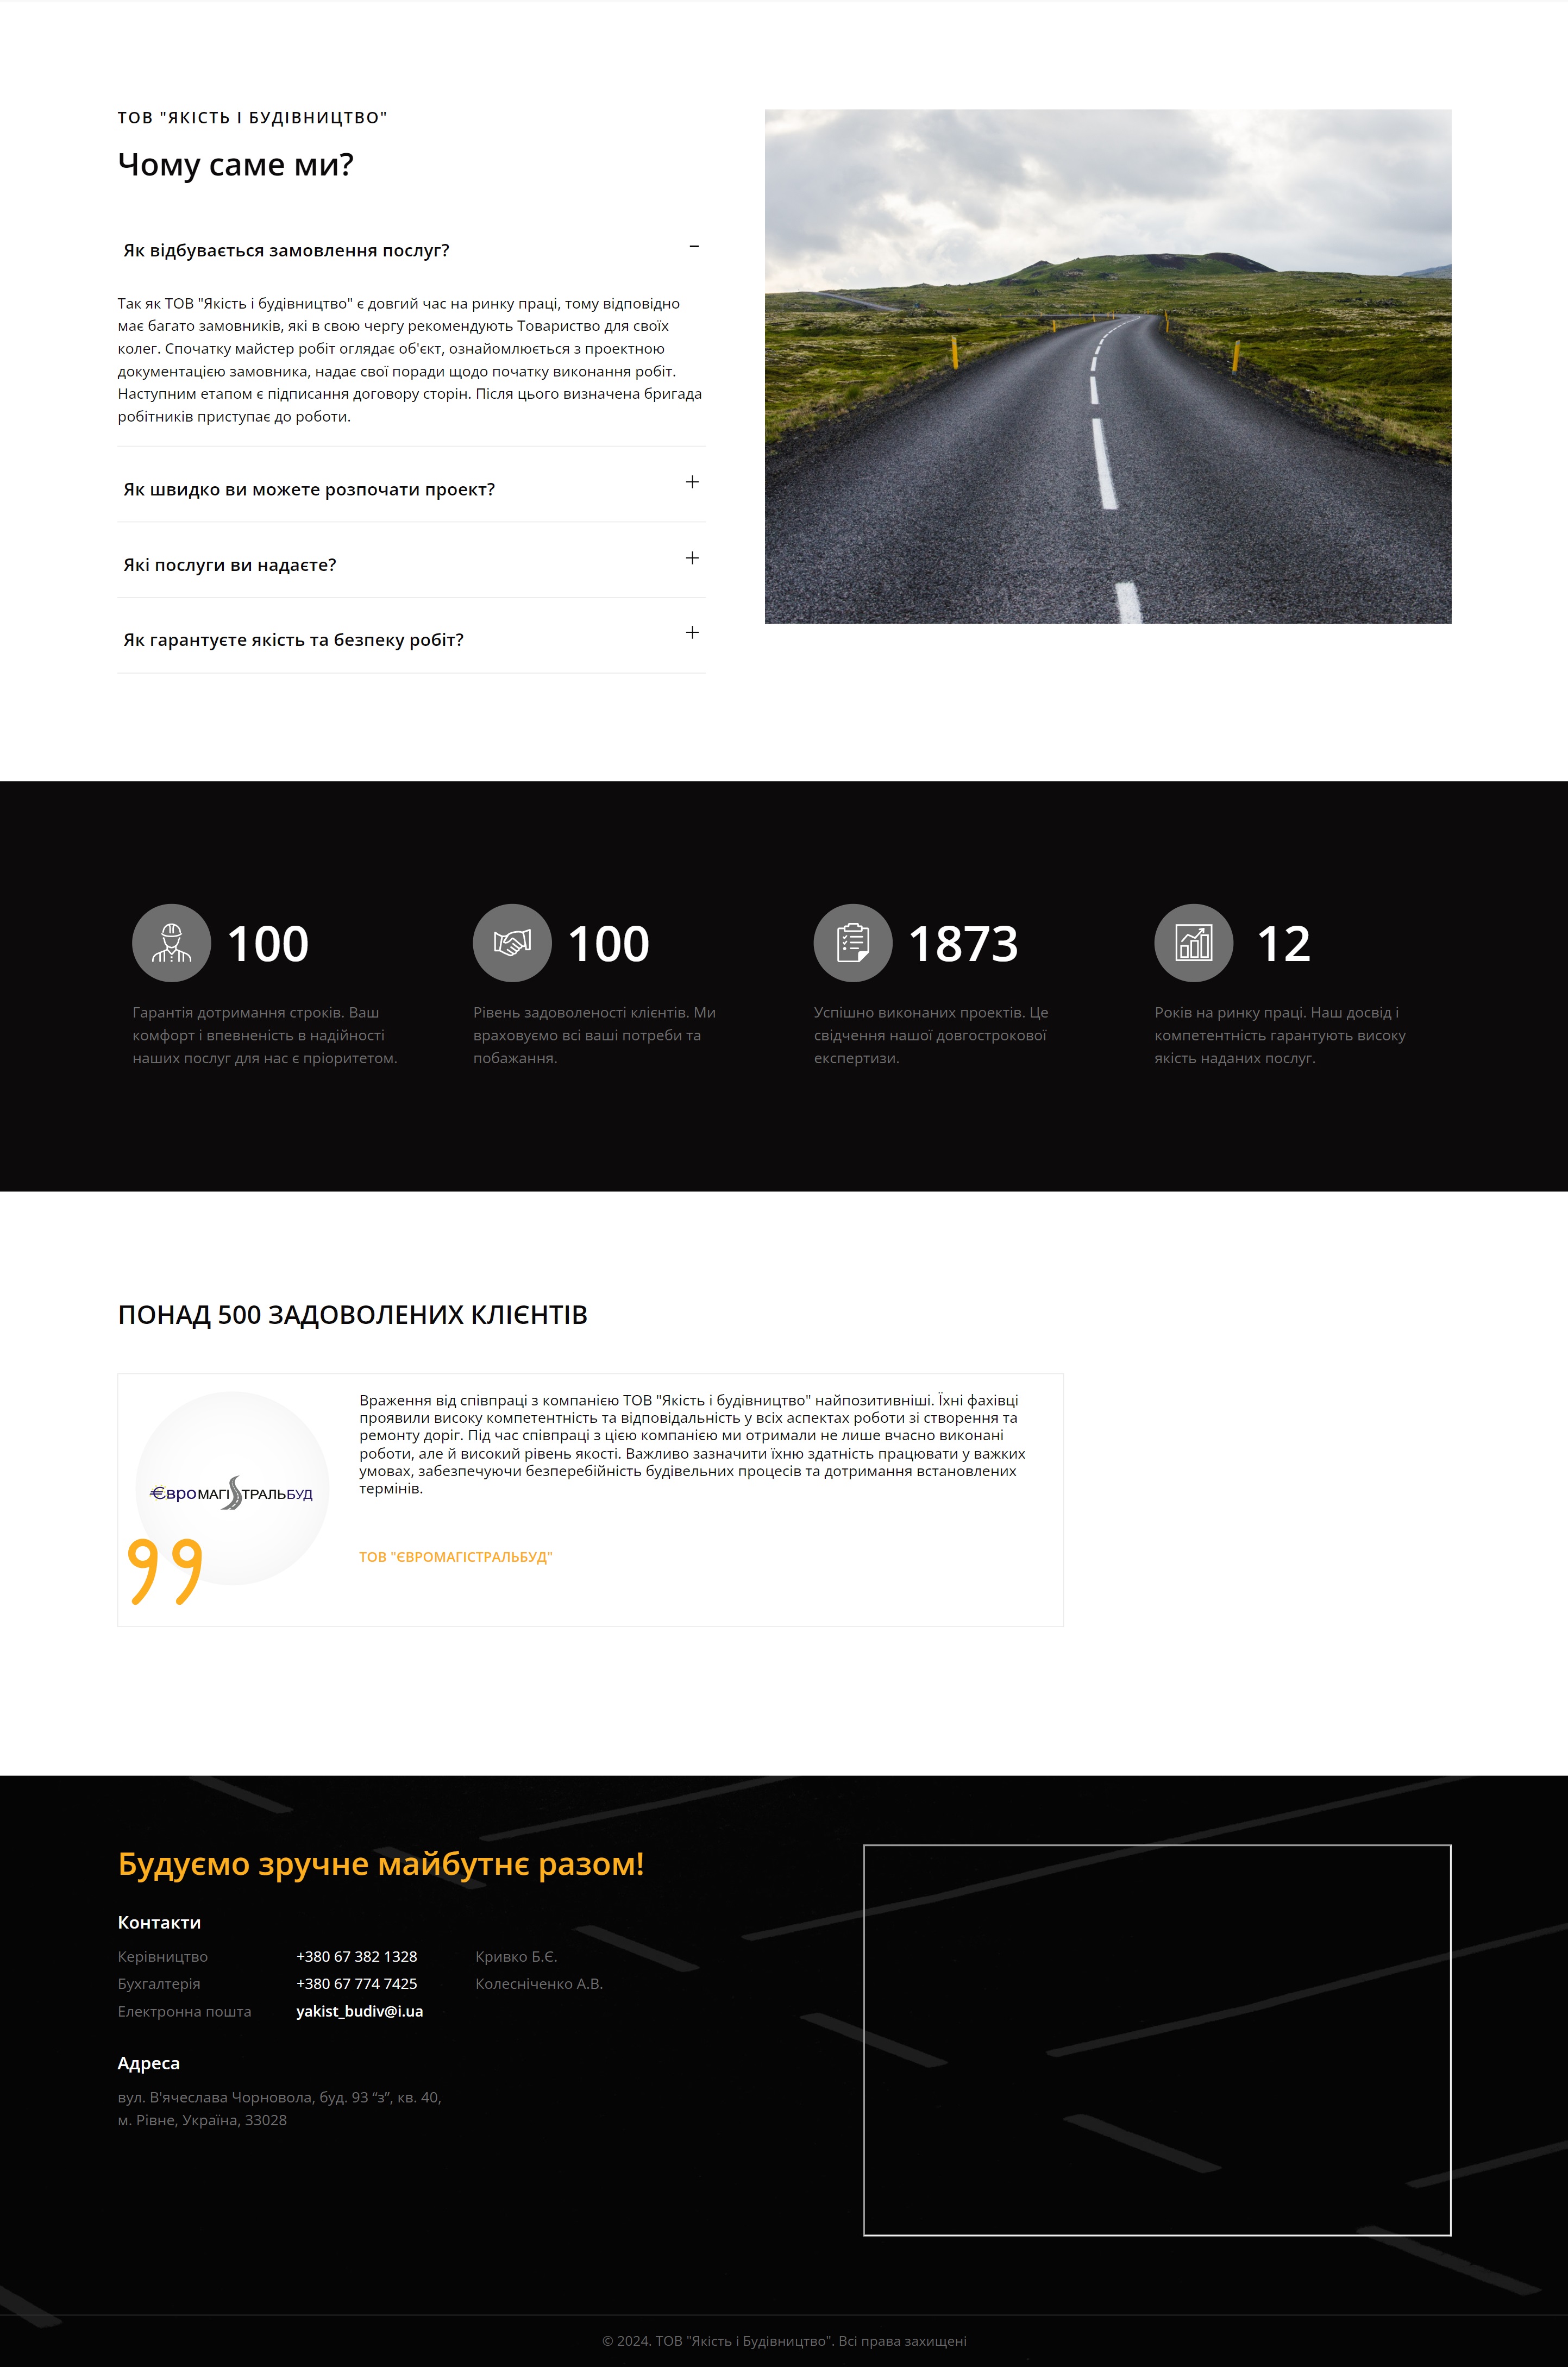 ТОВ "ЯКІСТЬ І БУДІВНИЦТВО"
Чому саме ми?
Як відбувається замовлення послуг?
Так як ТОВ "Якість і будівництво" є довгий час на ринку праці, тому відповідно
має багато замовників, які в свою чергу рекомендують Товариство для своїх
колег. Спочатку майстер робіт оглядає об'єкт, ознайомлюється з проектною
документацією замовника, надає свої поради щодо початку виконання робіт.
Наступним етапом є підписання договору сторін. Після цього визначена бригада
робітників приступає до роботи.
Як швидко ви можете розпочати проект?
Які послуги ви надаєте?
Як гарантуєте якість та безпеку робіт?
100
Гарантія дотримання строків. Ваш
комфорт і впевненість в надійності
наших послуг для нас є пріоритетом.
100
Рівень задоволеності клієнтів. Ми
враховуємо всі ваші потреби та
побажання.
1873
Успішно виконаних проектів. Це
свідчення нашої довгострокової
експертизи.
12
Років на ринку праці. Наш досвід і
компетентність гарантують високу
якість наданих послуг.
ПОНАД 500 ЗАДОВОЛЕНИХ КЛІЄНТІВ
ЄвроМАГІСТРАЛЬБУД
Враження від співпраці з компанією ТОВ "Якість і будівництво" найпозитивніші. Їхні фахівці
проявили високу компетентність та відповідальність у всіх аспектах роботи зі створення та
ремонту доріг. Під час співпраці з цією компанією ми отримали не лише вчасно виконані
роботи, але й високий рівень якості. Важливо зазначити їхню здатність працювати у важких
умовах, забезпечуючи безперебійність будівельних процесів та дотримання встановлених
термінів.
ТОВ "ЄВРОМАГІСТРАЛЬБУД"
Будуємо зручне майбутнє разом!
Контакти
Керівництво +380 67 382 1328 Кривко Б.Є.
Бухгалтерія +380 67 774 7425 Колесніченко А.В.
Електронна пошта yakist_budiv@i.ua
Адреса
вул. В'ячеслава Чорновола, буд. 93 “з”, кв. 40,
м. Рівне, Україна, 33028
© 2024. ТОВ "Якість і Будівництво". Всі права захищені